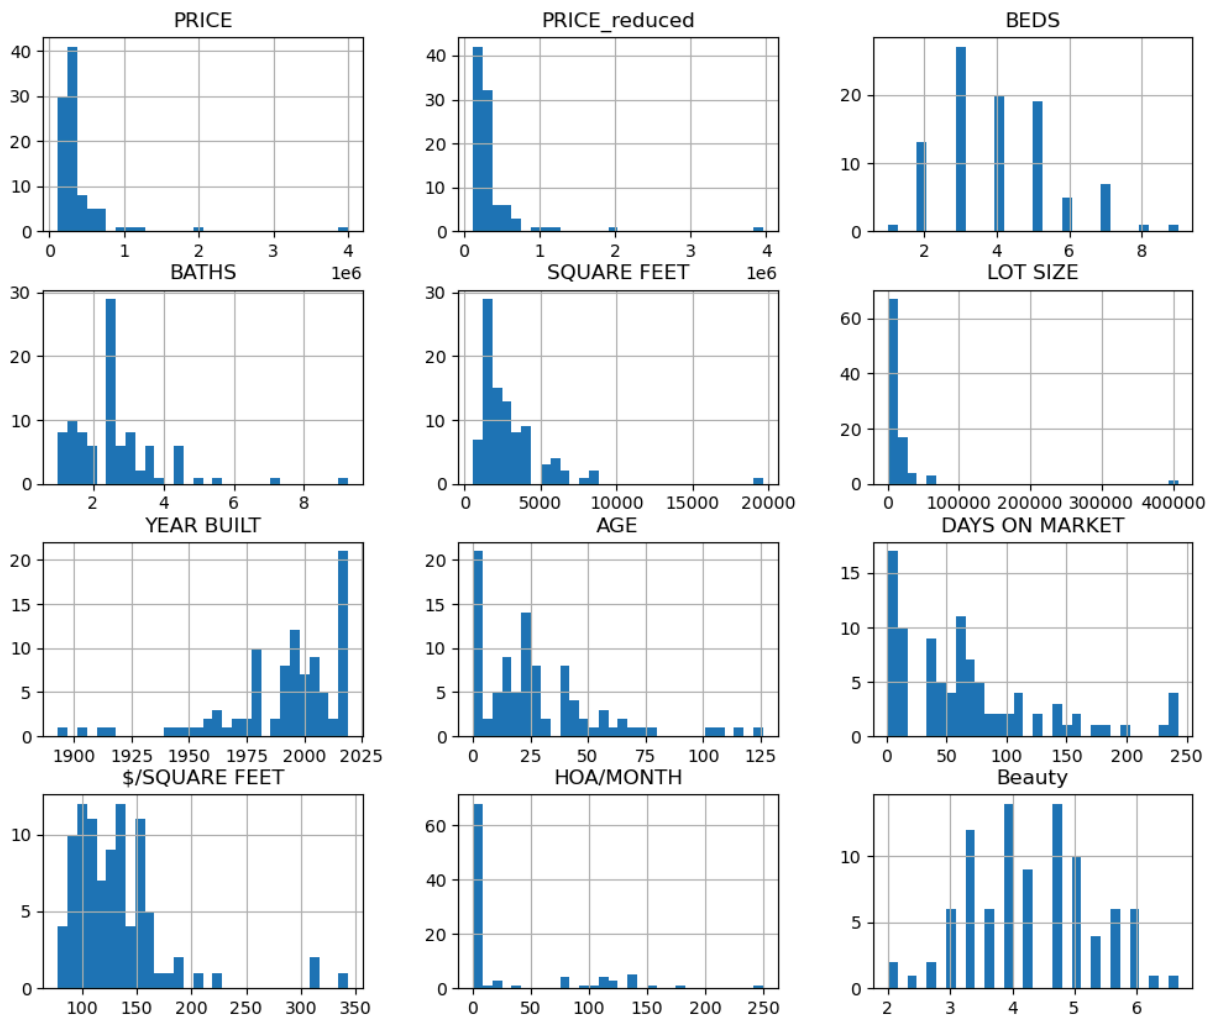 PRICE PRICE_reduced BEDS
40 40 20
30 30
20 20 10
10 10
0 0 0
0 1 2 3 4 0 1 2 3 4 2 4 6 8
1e6 1e6
BATHS SQUARE FEET LOT SIZE
30 30 60
20 20 40
10 10 20
0 0 0
2 4 6 8 0 5000 10000 15000 20000 0 100000 200000 300000 400000
YEAR BUILT AGE DAYS ON MARKET
20 20 15
15 15 10
10 10 5
5 5
0 0 0
1900 1925 1950 1975 2000 2025 0 25 50 75 100 125 0 50 100 150 200 250
$/SQUARE FEET HOA/MONTH Beauty
10 60 10
5 40 5
20
0 0 0
100 150 200 250 300 350 0 50 100 150 200 250 2 3 4 5 6